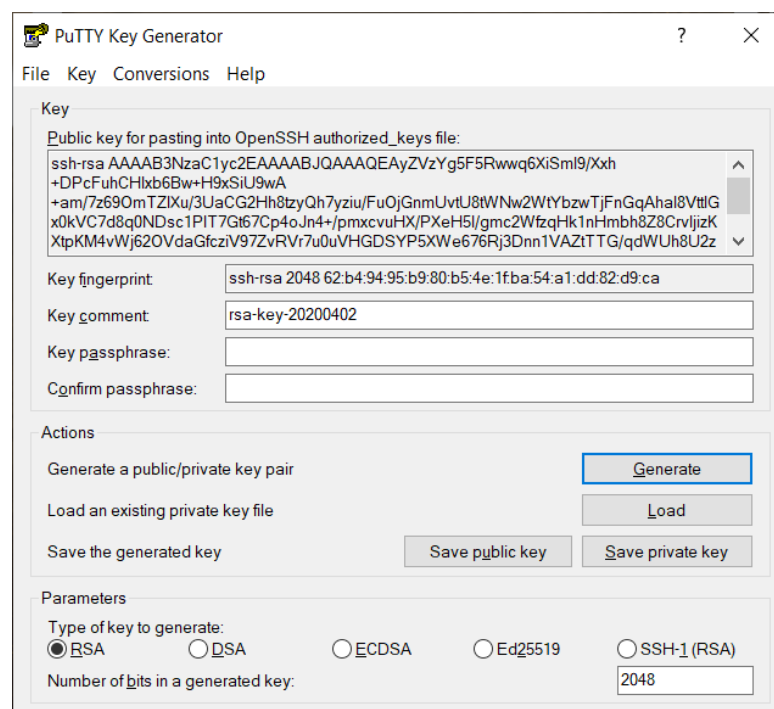 PuTTY Key Generator
?
File Key Conversions Help
Key
Public key for pasting into OpenSSH authorized_keys file:
ssh-rsa AAAAB3NzaC1yc2EAAAABJQAAAQEAyZVzYg5F5Rwwq6XiSml9/Xxh
+DPcFuhCHlxb6Bw+H9xSiU9wA
+am/7z69OmTZlXu/3UaCG2Hh8tzyQh7yziu/FuOjGnmUvtU8tWNw2WtYbzwTjFnGqAhal8VttlG
x0kVC7d8q0NDsc1PIT7Gt67Cp4oJn4+/pmxcvuHX/PXeH5l/gmc2WfzqHk1nHmbh8Z8CrvljizK
XtpKM4vWj62OVdaGfcziV97ZvRVr7u0uVHGDSYP5XWe676Rj3Dnn1VAZtTTG/qdWUh8U2z
Key fingerprint:
ssh-rsa 2048 62:b4:94:95:b9:80:b5:4e:1f:ba:54:a1:dd:82:d9:ca
Key comment:
rsa-key-20200402
Key passphrase:
Confirm passphrase:
Actions
Generate a public/private key pair
Generate
Load an existing private key file
Load
Save the generated key
Save public key
Save private key
Parameters
Type of key to generate:
RSA DSA ECDSA Ed25519 SSH-1 (RSA)
Number of bits in a generated key:
2048